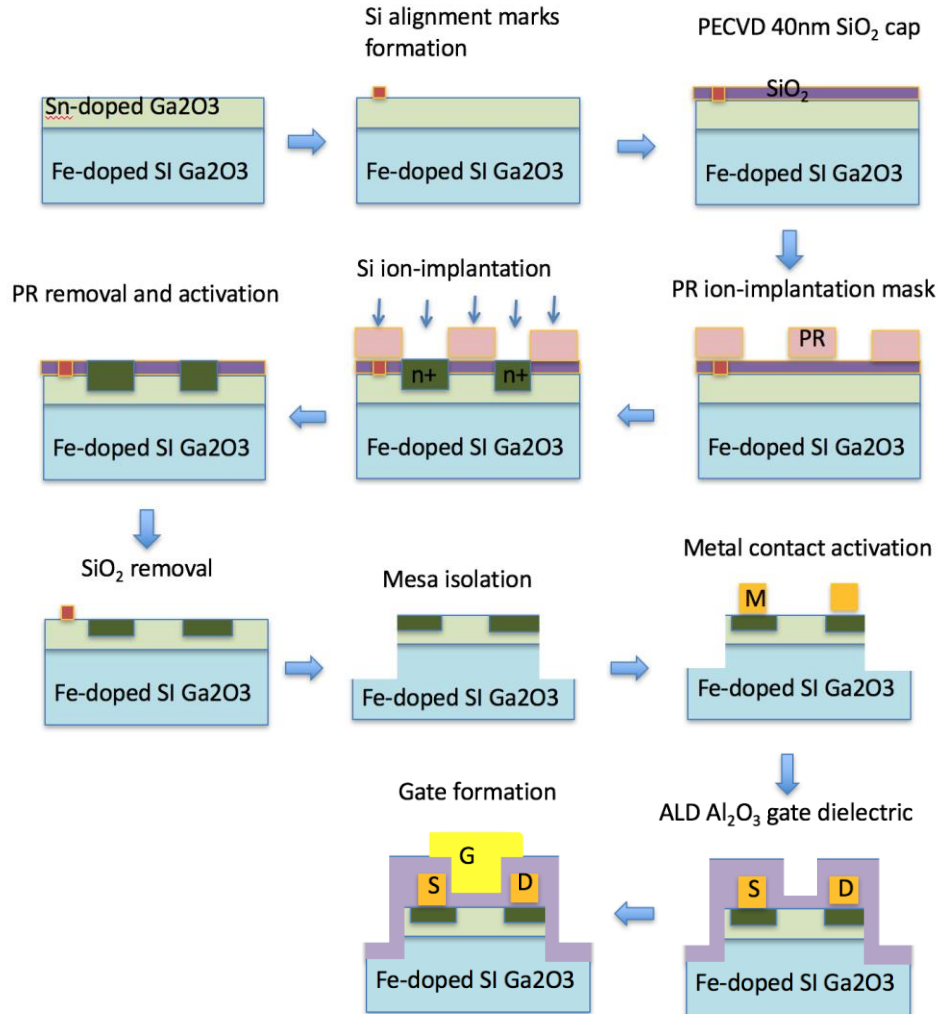 Sn-doped Ga2O3
Fe-doped SI Ga2O3
Si alignment marks
formation
Fe-doped SI Ga2O3
PECVD 40nm SiO₂ cap
SiO₂
Fe-doped SI Ga2O3
PR ion-implantation mask
PR
Fe-doped SI Ga2O3
Si ion-implantation
n+ n+
Fe-doped SI Ga2O3
PR removal and activation
Fe-doped SI Ga2O3
SiO₂ removal
Fe-doped SI Ga2O3
Mesa isolation
Fe-doped SI Ga2O3
Metal contact activation
M
Fe-doped SI Ga2O3
ALD Al₂O₃ gate dielectric
S D
Fe-doped SI Ga2O3
Gate formation
G
S D
Fe-doped SI Ga2O3